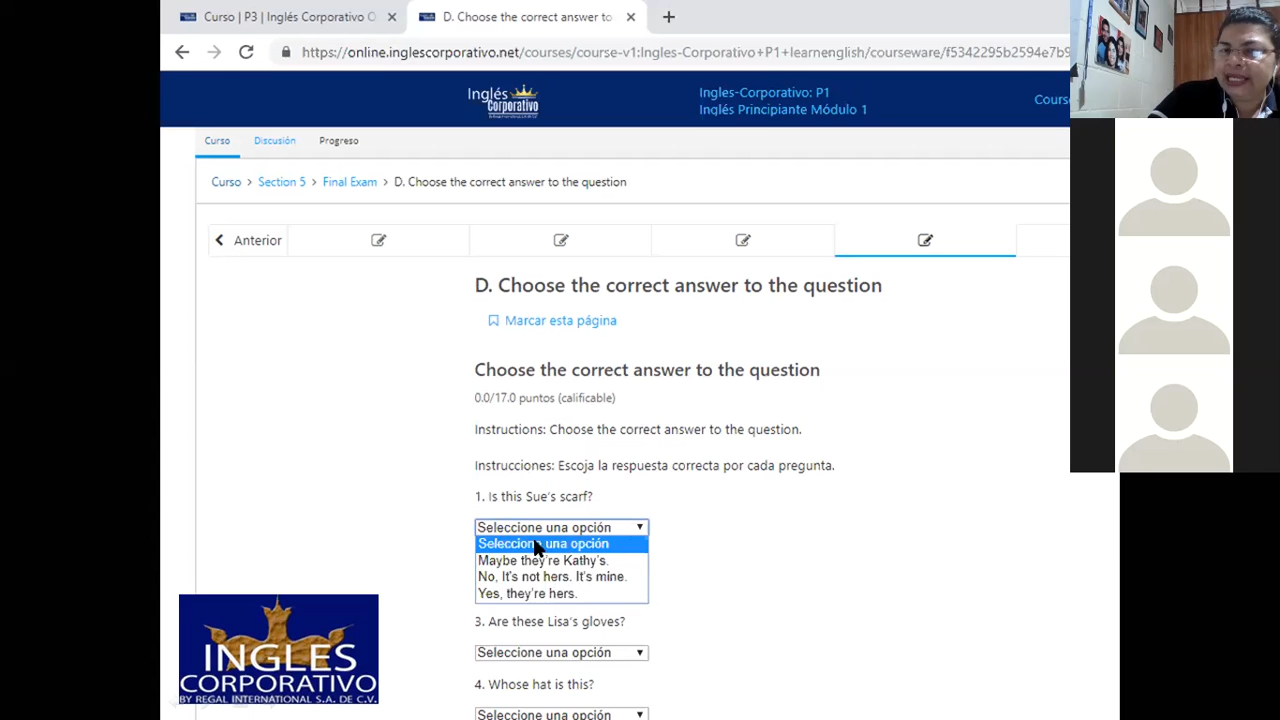 Curso | P3 | Inglés Corporativo O
D. Choose the correct answer to
https://online.inglescorporativo.net/courses/course-v1:Ingles-Corporativo+P1+learnenglish/courseware/f5342295b2594e7b9
Inglés
Corporativo
Ingles-Corporativo: P1
Inglés Principiante Módulo 1
Cours
Curso
Discusión
Progreso
Curso > Section 5 > Final Exam > D. Choose the correct answer to the question
Anterior
D. Choose the correct answer to the question
Marcar esta página
Choose the correct answer to the question
0.0/17.0 puntos (calificable)
Instructions: Choose the correct answer to the question.
Instrucciones: Escoja la respuesta correcta por cada pregunta.
1. Is this Sue's scarf?
Seleccione una opción
Seleccione una opción
Maybe they're Kathy's.
No, It's not hers. It's mine.
Yes, they're hers.
3. Are these Lisa's gloves?
Seleccione una opción
4. Whose hat is this?
Seleccione una opción
INGLES
CORPORATIVO
BY REGAL INTERNATIONAL S.A. DE C.V.